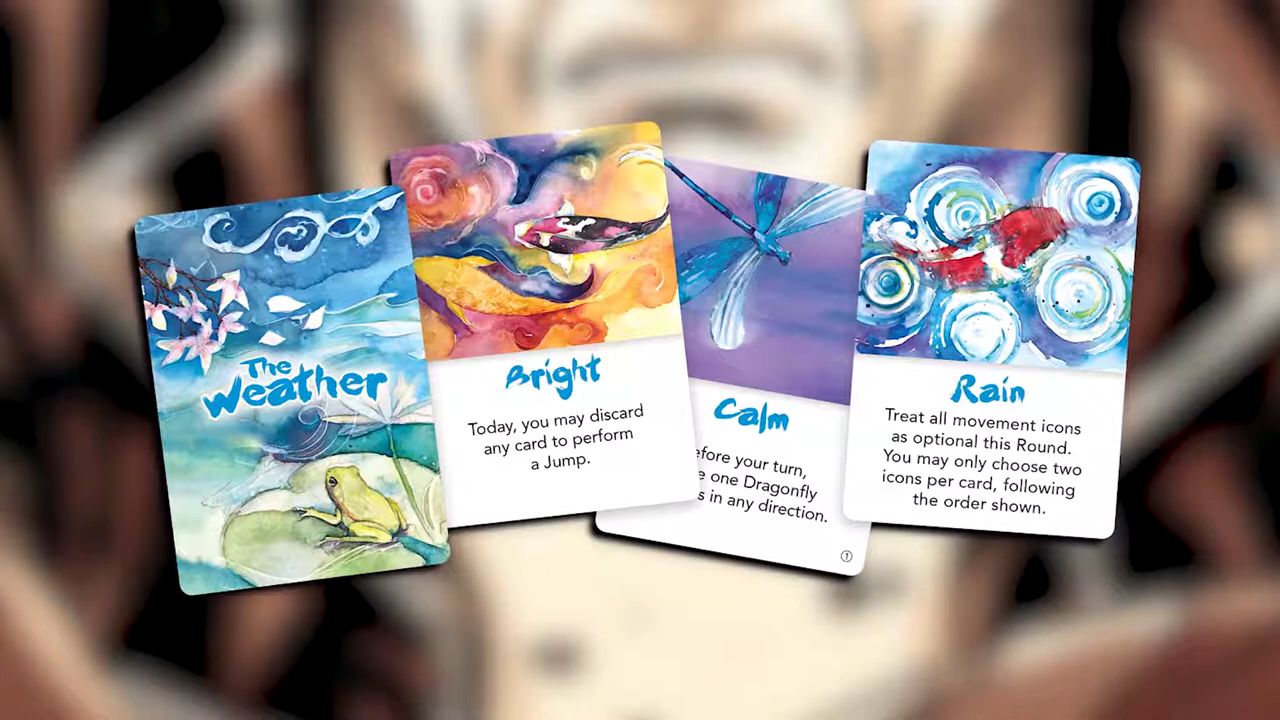 The
Weather
Bright
Today, you may discard
any card to perform
a Jump.
Calm
efore your turn,
e one Dragonfly
s in any direction.
1
Rain
Treat all movement icons
as optional this Round.
You may only choose two
icons per card, following
the order shown.